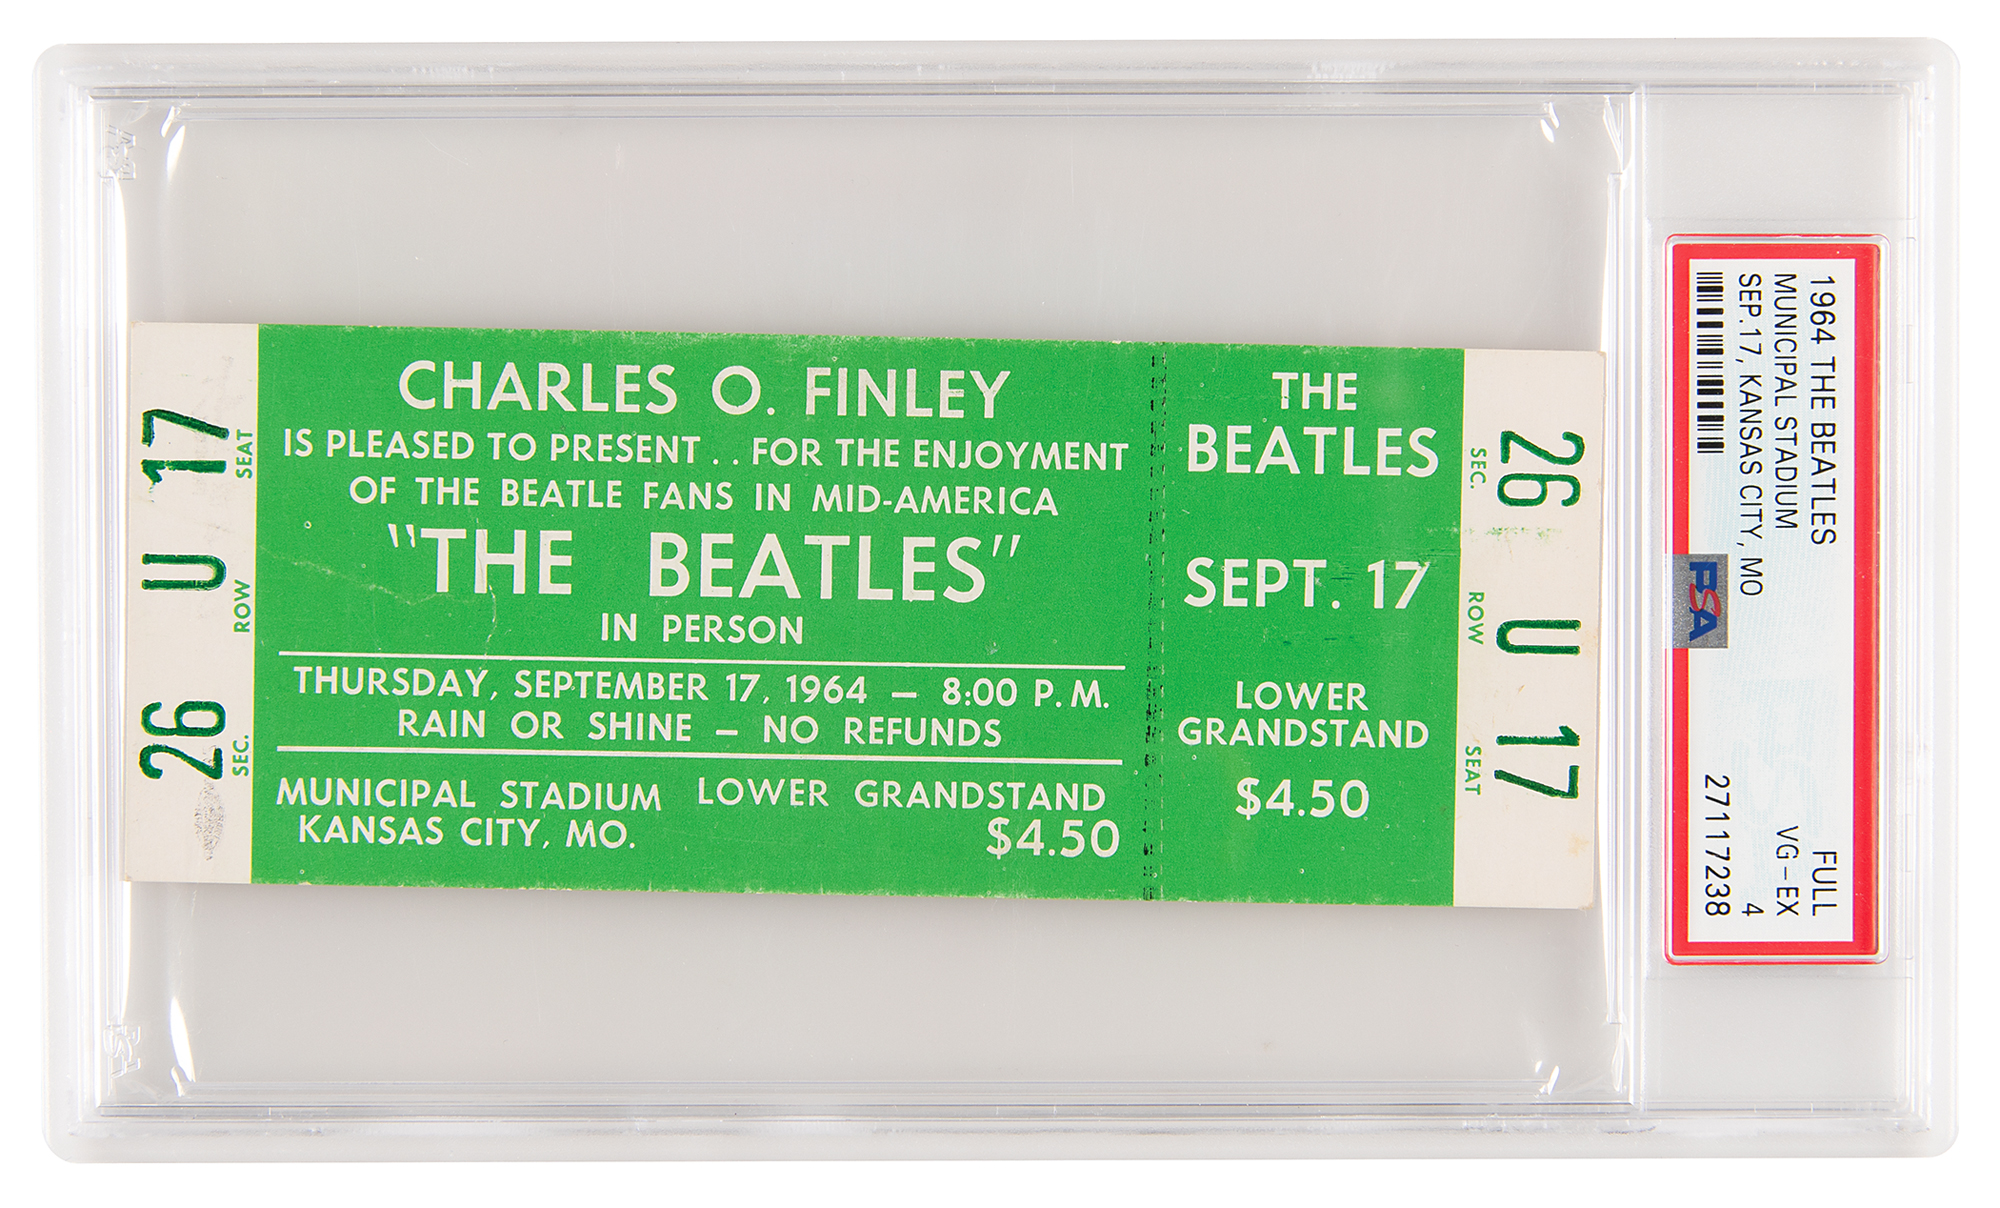 17 SEAT
U ROW
26 SEC.
CHARLES O. FINLEY
IS PLEASED TO PRESENT . . FOR THE ENJOYMENT
OF THE BEATLE FANS IN MID-AMERICA
"THE BEATLES"
IN PERSON
THURSDAY, SEPTEMBER 17, 1964 — 8:00 P. M.
RAIN OR SHINE — NO REFUNDS
MUNICIPAL STADIUM LOWER GRANDSTAND
KANSAS CITY, MO. $4.50
THE
BEATLES
SEPT. 17
LOWER
GRANDSTAND
$4.50
SEC. 26
ROW U
SEAT 17
1964 THE BEATLES FULL
MUNICIPAL STADIUM VG-EX
SEP.17, KANSAS CITY, MO 4
27117238
PSA